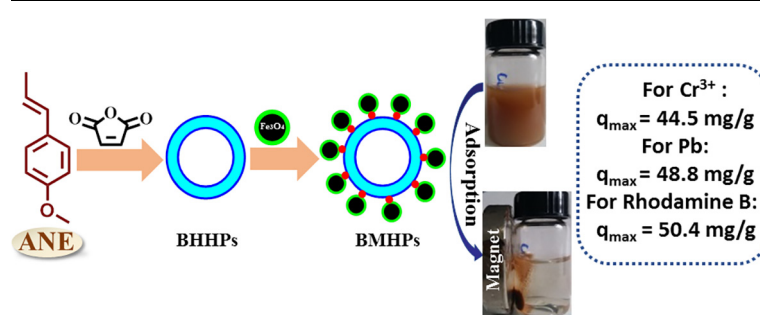 O
O
O
O
ANE
BHHPs
Fe₃O₄
BMHPs
Adsorption
Magnet
For Cr³⁺ :
qmax = 44.5 mg/g
For Pb:
qmax = 48.8 mg/g
For Rhodamine B:
qmax = 50.4 mg/g